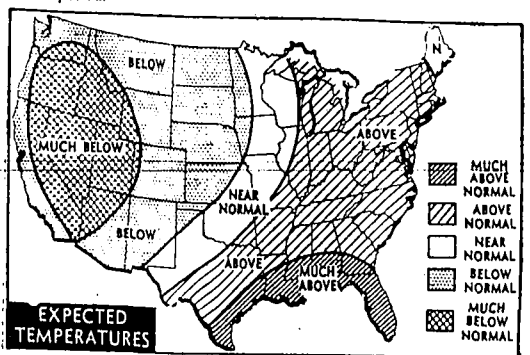 BELOW
N
MUCH BELOW
ABOVE
NEAR
NORMAL
BELOW
ABOVE
MUCH
ABOVE
EXPECTED
TEMPERATURES
MUCH
ABOVE
NORMAL
ABOVE
NORMAL
NEAR
NORMAL
BELOW
NORMAL
MUCH
BELOW
NORMAL